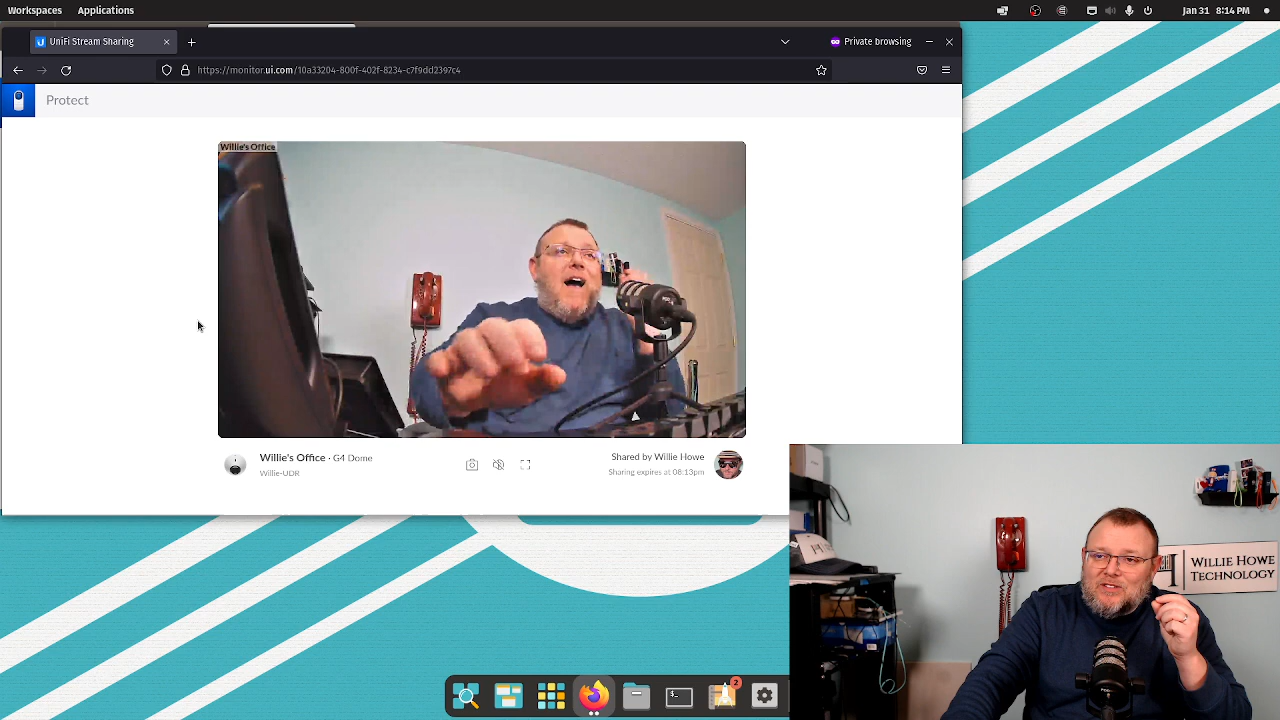 Workspaces Applications Jan 31 8:14 PM
UniFi Stream Sharing Private browsing
https://monitor.ui.com/10a33204-80f1-402f-8234-c7f9dd2397c4
Protect
Willie's Office
Willie's Office · G4 Dome
Willie-UDR
Shared by Willie Howe
Sharing expires at 08:13pm
WILLIE HOWE
TECHNOLOGY
2